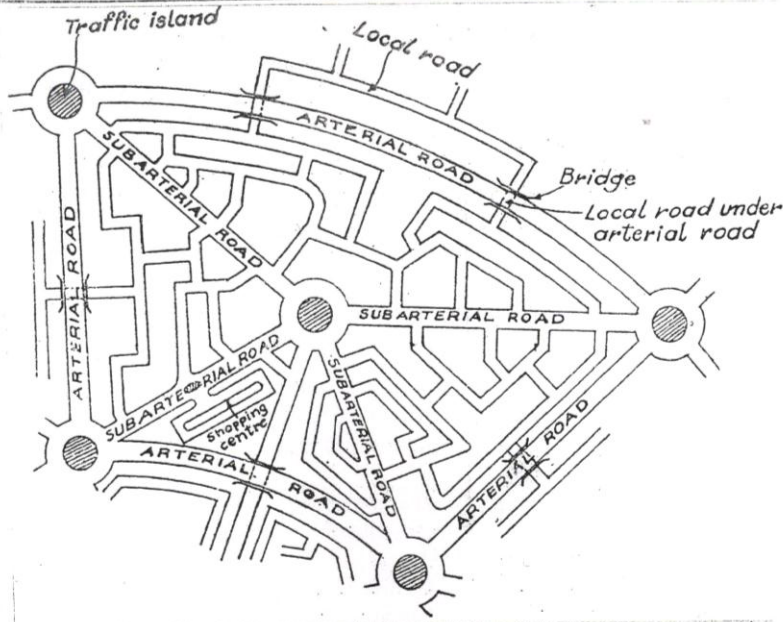 Traffic island
Local road
ARTERIAL ROAD
Bridge
Local road under
arterial road
SUBARTERIAL ROAD
ARTERIAL ROAD
SUBARTERIAL ROAD
SUBARTERIAL ROAD
Shopping
centre
SUBARTERIAL ROAD
ARTERIAL ROAD
ARTERIAL ROAD